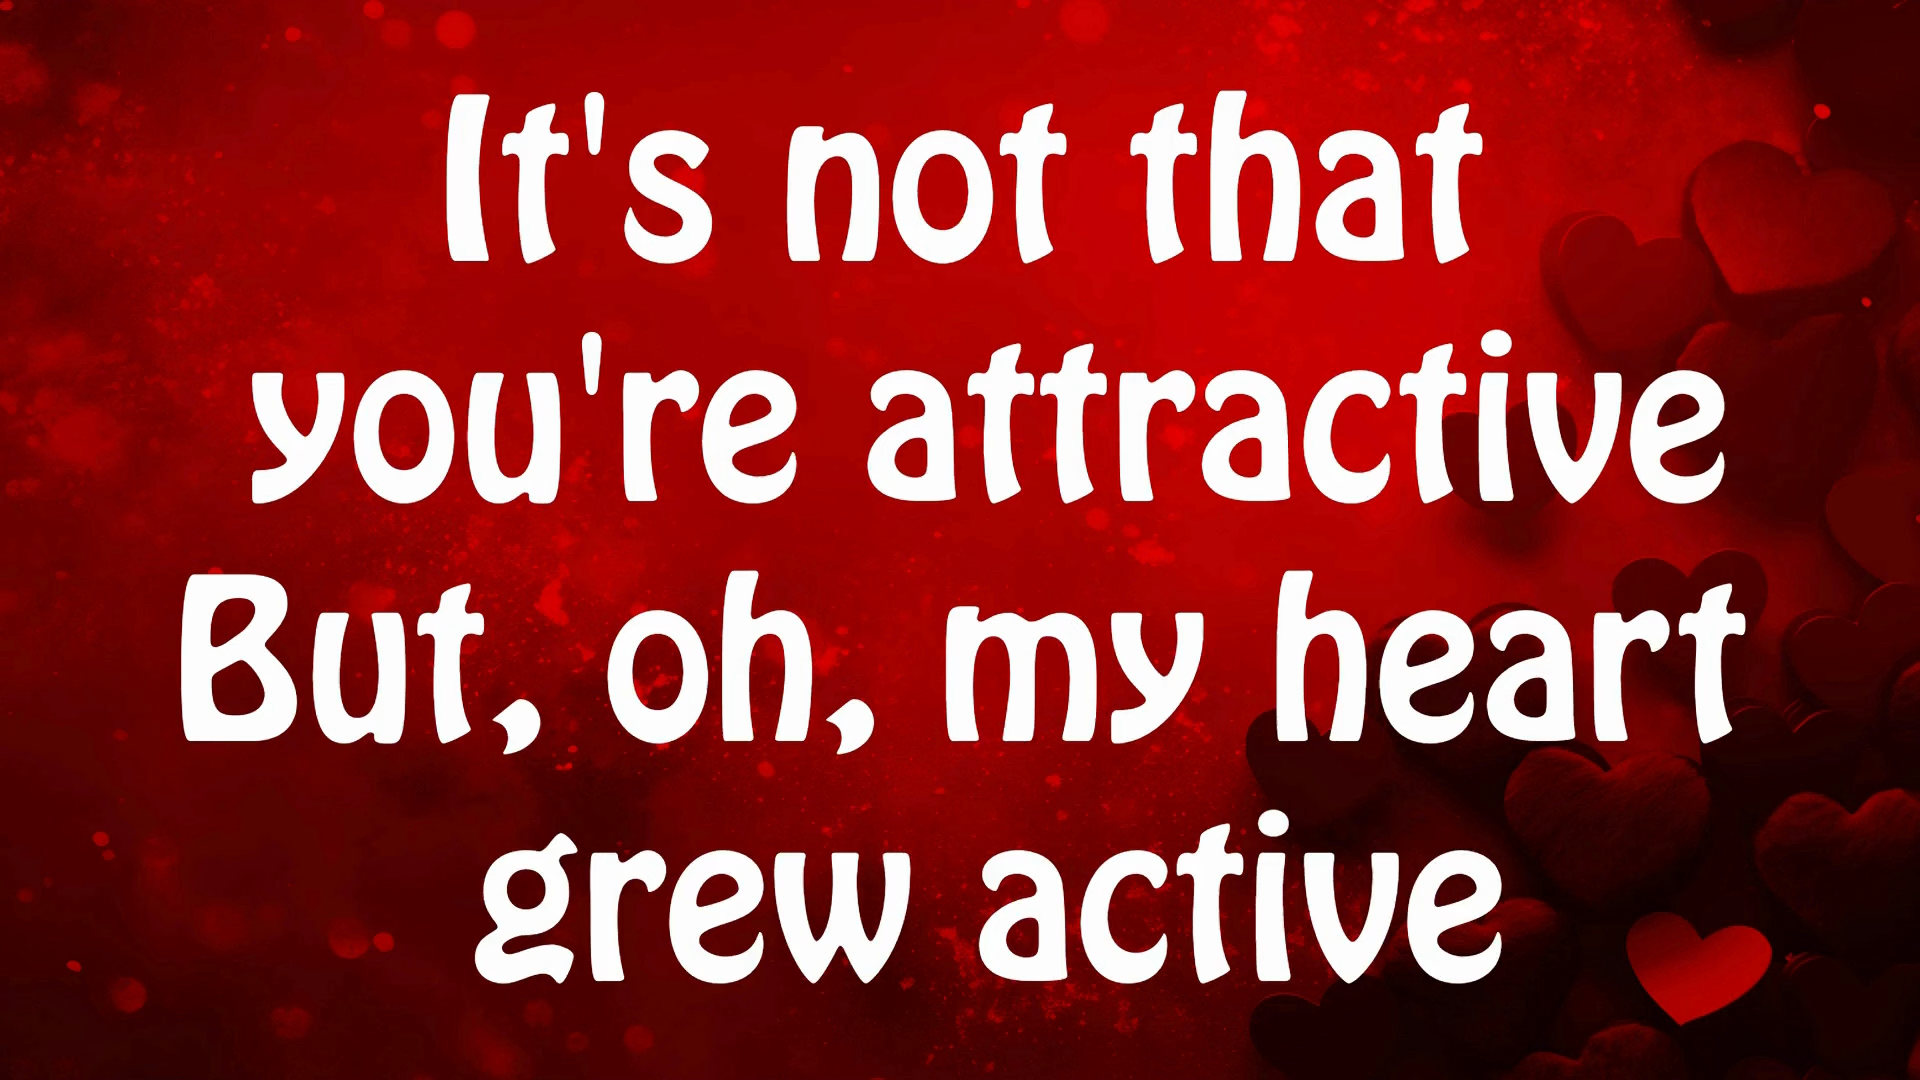 It's not that
you're attractive
But, oh, my heart
grew active